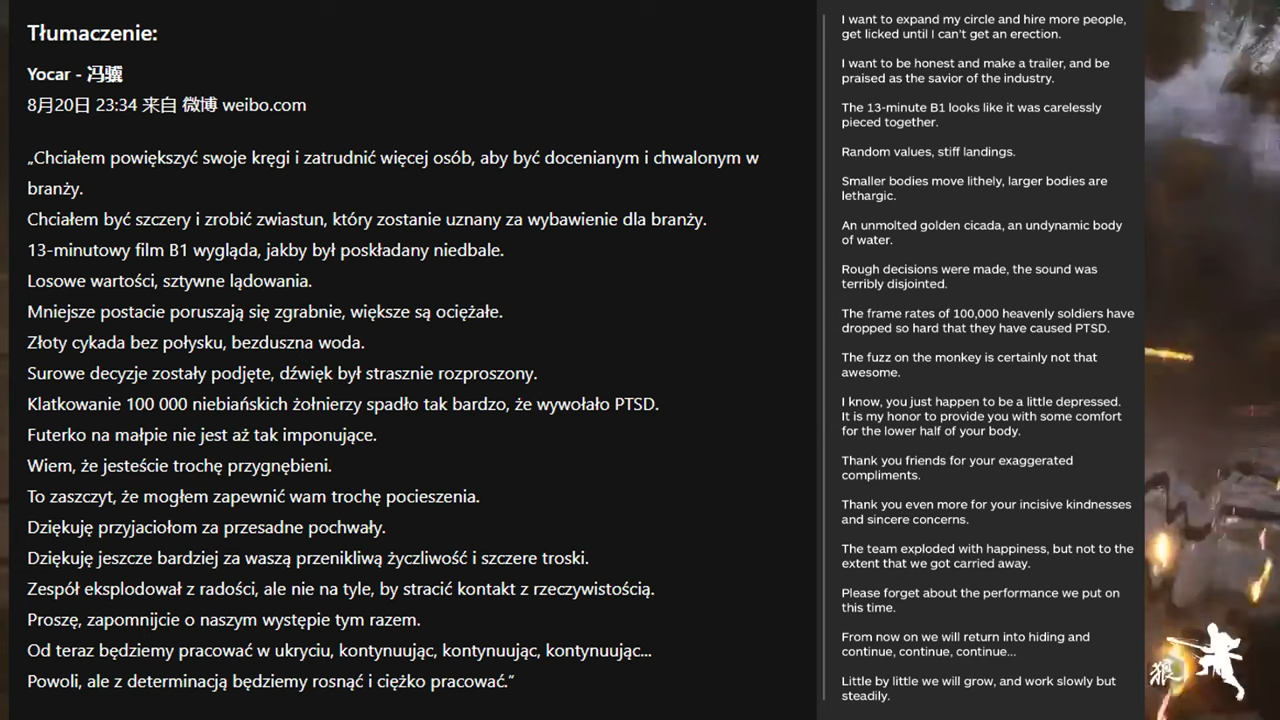 Tłumaczenie:
Yocar - 冯骥
8月20日 23:34 来自 微博 weibo.com
„Chciałem powiększyć swoje kręgi i zatrudnić więcej osób, aby być docenianym i chwalonym w
branży.
Chciałem być szczery i zrobić zwiastun, który zostanie uznany za wybawienie dla branży.
13-minutowy film B1 wygląda, jakby był poskładany niedbale.
Losowe wartości, sztywne lądowania.
Mniejsze postacie poruszają się zgrabnie, większe są ociężałe.
Złoty cykada bez połysku, bezduszna woda.
Surowe decyzje zostały podjęte, dźwięk był strasznie rozproszony.
Klatkowanie 100 000 niebiańskich żołnierzy spadło tak bardzo, że wywołało PTSD.
Futerko na małpie nie jest aż tak imponujące.
Wiem, że jesteście trochę przygnębieni.
To zaszczyt, że mogłem zapewnić wam trochę pocieszenia.
Dziękuję przyjaciołom za przesadne pochwały.
Dziękuję jeszcze bardziej za waszą przenikliwą życzliwość i szczere troski.
Zespół eksplodował z radości, ale nie na tyle, by stracić kontakt z rzeczywistością.
Proszę, zapomnijcie o naszym występie tym razem.
Od teraz będziemy pracować w ukryciu, kontynuując, kontynuując, kontynuując...
Powoli, ale z determinacją będziemy rosnąć i ciężko pracować.”
I want to expand my circle and hire more people,
get licked until I can't get an erection.
I want to be honest and make a trailer, and be
praised as the savior of the industry.
The 13-minute B1 looks like it was carelessly
pieced together.
Random values, stiff landings.
Smaller bodies move lithely, larger bodies are
lethargic.
An unmolted golden cicada, an undynamic body
of water.
Rough decisions were made, the sound was
terribly disjointed.
The frame rates of 100,000 heavenly soldiers have
dropped so hard that they have caused PTSD.
The fuzz on the monkey is certainly not that
awesome.
I know, you just happen to be a little depressed.
It is my honor to provide you with some comfort
for the lower half of your body.
Thank you friends for your exaggerated
compliments.
Thank you even more for your incisive kindnesses
and sincere concerns.
The team exploded with happiness, but not to the
extent that we got carried away.
Please forget about the performance we put on
this time.
From now on we will return into hiding and
continue, continue, continue...
Little by little we will grow, and work slowly but
steadily.
狠